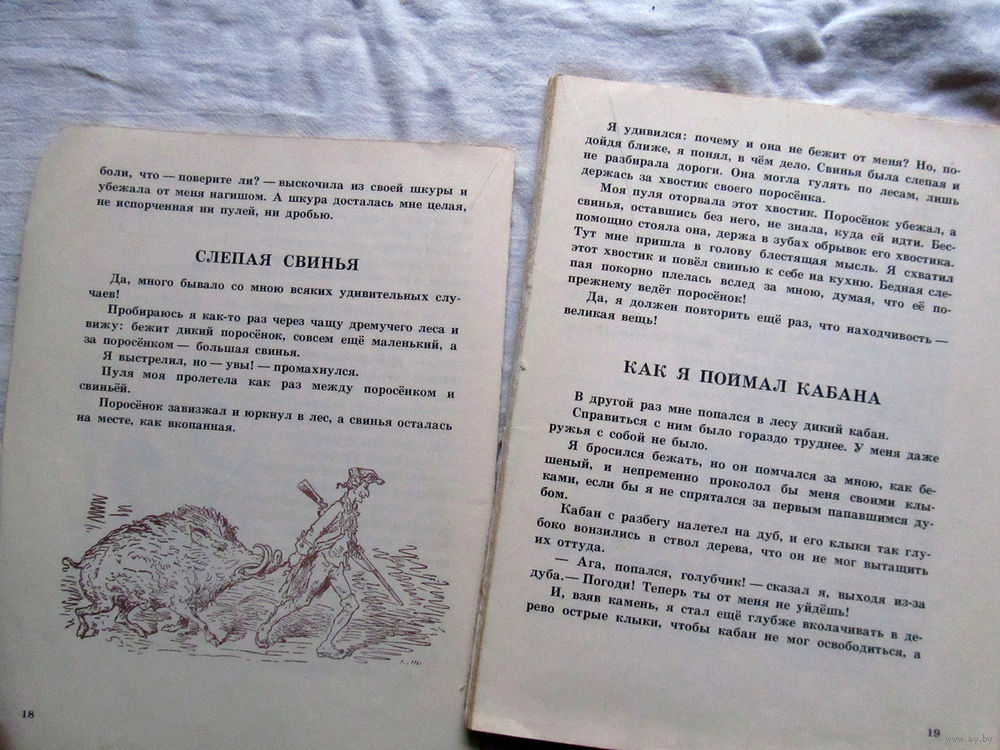 боли, что — поверите ли? — выскочила из своей шкуры и
убежала от меня нагишом. А шкура досталась мне целая,
не испорченная ни пулей, ни дробью.
СЛЕПАЯ СВИНЬЯ
Да, много бывало со мною всяких удивительных слу-
чаев!
Пробираюсь я как-то раз через чащу дремучего леса и
вижу: бежит дикий поросёнок, совсем ещё маленький, а
за поросёнком — большая свинья.
Я выстрелил, но — увы! — промахнулся.
Пуля моя пролетела как раз между поросёнком и
свиньёй.
Поросёнок завизжал и юркнул в лес, а свинья осталась
на месте, как вкопанная.
18
Я удивился: почему и она не бежит от меня? Но, по-
дойдя ближе, я понял, в чём дело. Свинья была слепая и
не разбирала дороги. Она могла гулять по лесам, лишь
держась за хвостик своего поросёнка.
Моя пуля оторвала этот хвостик. Поросёнок убежал, а
свинья, оставшись без него, не знала, куда ей идти. Бес-
помощно стояла она, держа в зубах обрывок его хвостика.
Тут мне пришла в голову блестящая мысль. Я схватил
этот хвостик и повёл свинью к себе на кухню. Бедная сле-
пая покорно плелась вслед за мною, думая, что её по-
прежнему ведёт поросёнок!
Да, я должен повторить ещё раз, что находчивость —
великая вещь!
КАК Я ПОЙМАЛ КАБАНА
В другой раз мне попался в лесу дикий кабан.
Справиться с ним было гораздо труднее. У меня даже
ружья с собой не было.
Я бросился бежать, но он помчался за мною, как бе-
шеный, и непременно проколол бы меня своими клы-
ками, если бы я не спрятался за первым попавшимся ду-
бом.
Кабан с разбегу налетел на дуб, и его клыки так глу-
боко вонзились в ствол дерева, что он не мог вытащить
их оттуда.
— Ага, попался, голубчик! — сказал я, выходя из-за
дуба.— Погоди! Теперь ты от меня не уйдёшь!
И, взяв камень, я стал ещё глубже вколачивать в де-
рево острые клыки, чтобы кабан не мог освободиться, а
19
www.ay.by